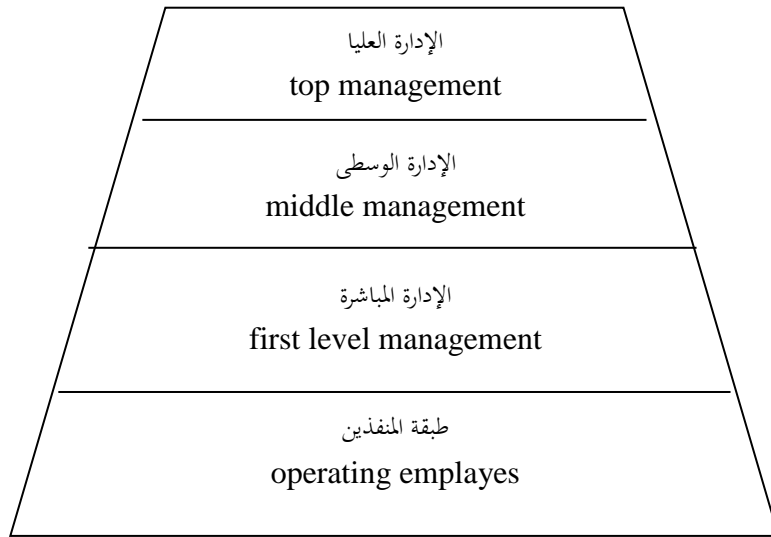 الإدارة العليا
top management
الإدارة الوسطى
middle management
الإدارة المباشرة
first level management
طبقة المنفذين
operating emplayes